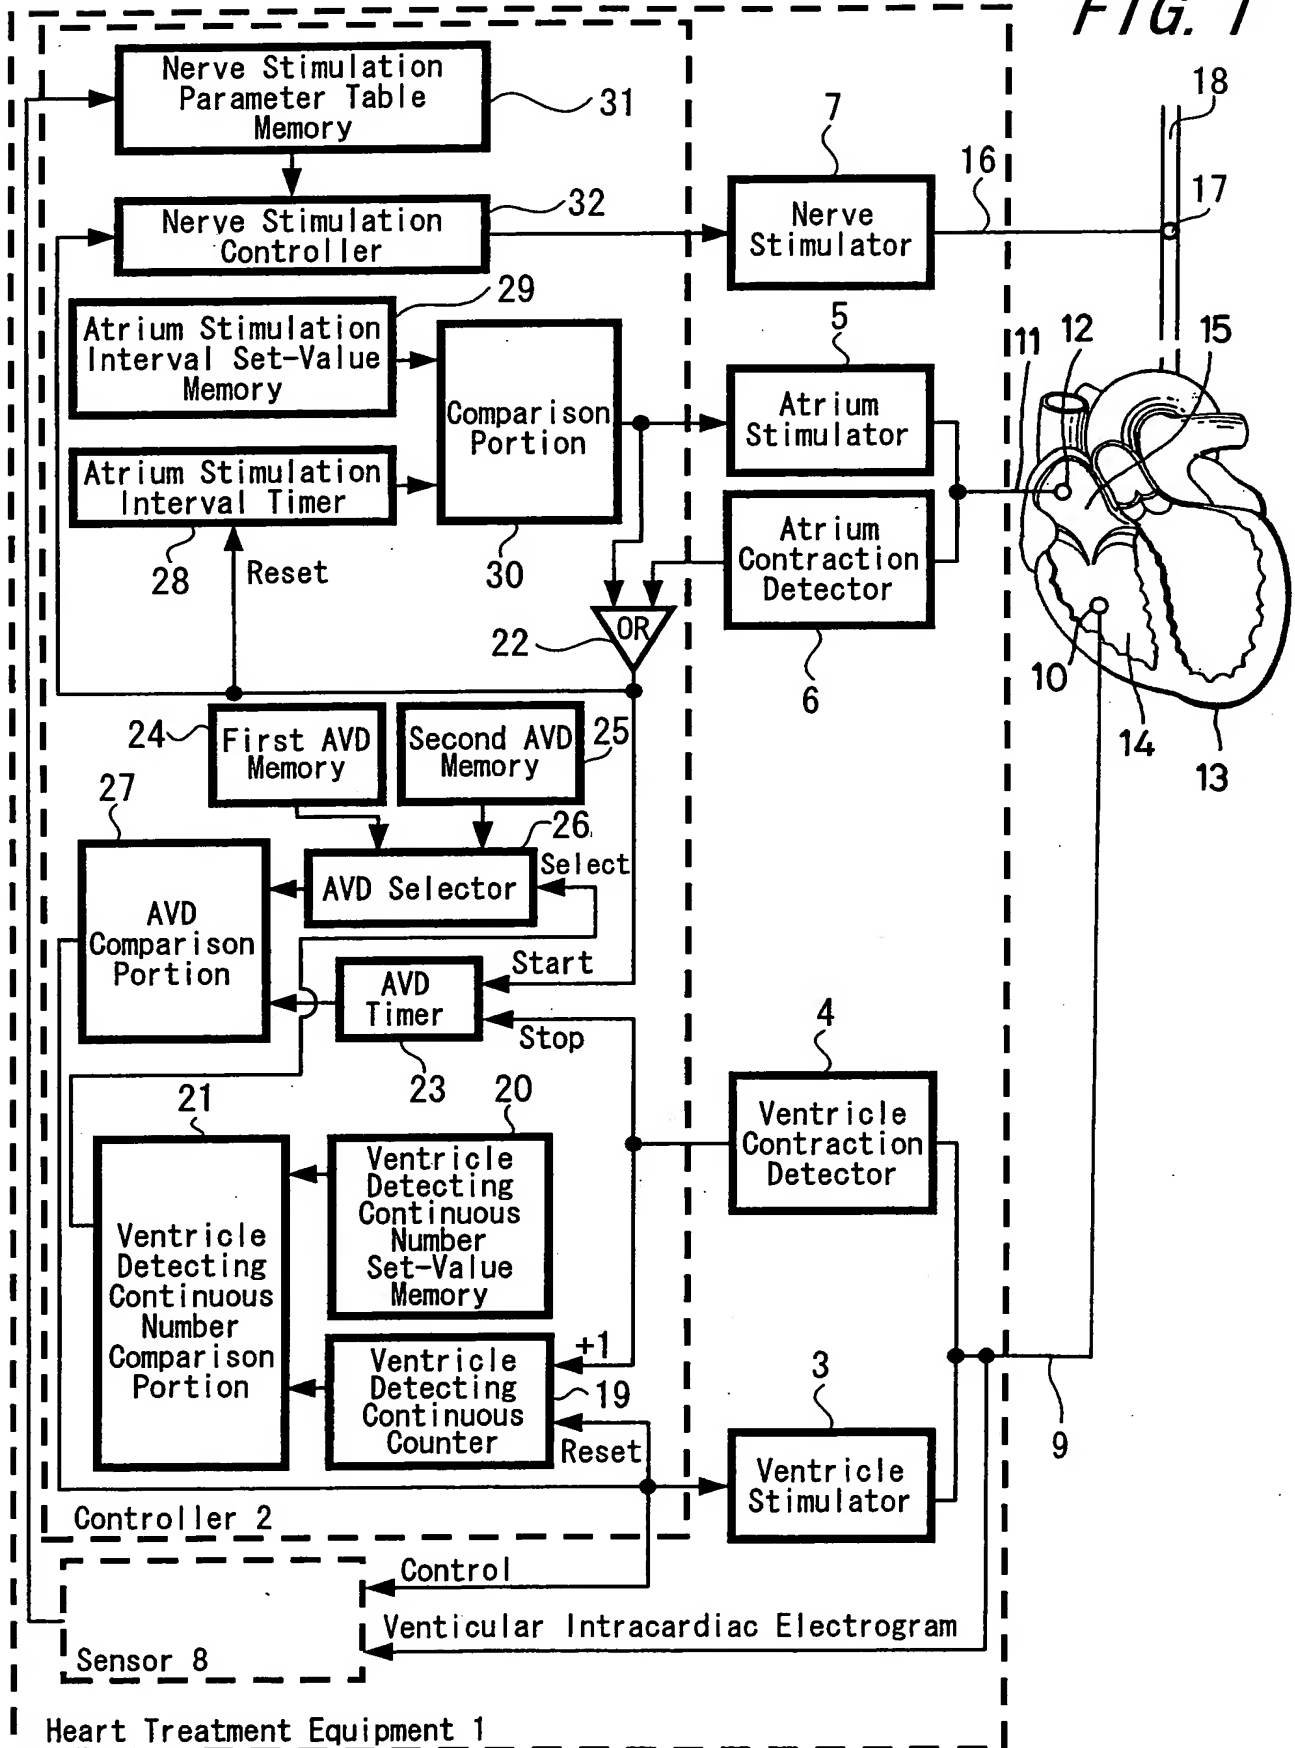 FIG. 1
Nerve Stimulation
Parameter Table
Memory
31
Nerve Stimulation
Controller
32
7
Nerve
Stimulator
16
18
17
Atrium Stimulation
Interval Set-Value
Memory
29
Comparison
Portion
30
5
Atrium
Stimulator
11
12
15
Atrium Stimulation
Interval Timer
28
Reset
Atrium
Contraction
Detector
6
OR
22
10
14
13
24
First AVD
Memory
Second AVD
Memory
25
27
AVD
Comparison
Portion
26
AVD Selector
Select
AVD
Timer
23
Start
Stop
4
Ventricle
Contraction
Detector
21
Ventricle
Detecting
Continuous
Number
Comparison
Portion
20
Ventricle
Detecting
Continuous
Number
Set-Value
Memory
Ventricle
Detecting
Continuous
Counter
+1
19
Reset
3
Ventricle
Stimulator
9
Controller 2
Control
Venticular Intracardiac Electrogram
Sensor 8
Heart Treatment Equipment 1